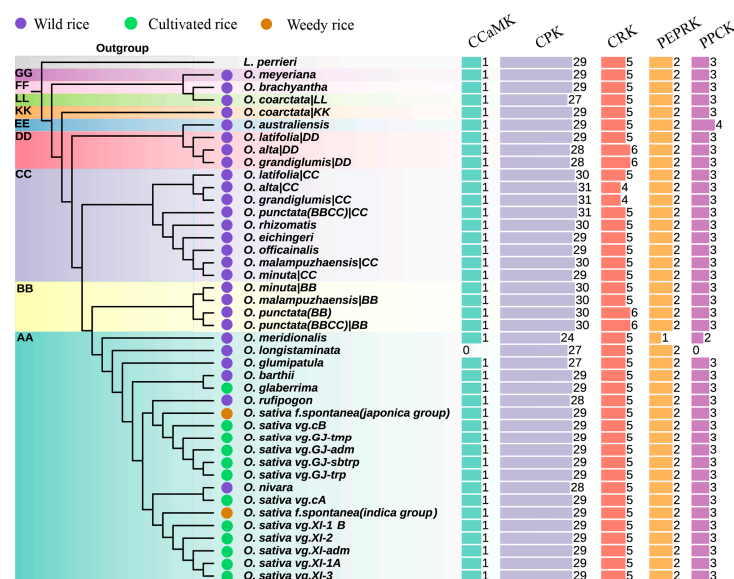 Wild rice Cultivated rice Weedy rice
CCaMK CPK CRK PEPRK PPCK
Outgroup
L. perrieri 1 29 5 2 3
GG O. meyeriana 1 29 5 2 3
FF O. brachyantha 1 29 5 2 3
LL O. coarctata|LL 1 27 5 2 3
KK O. coarctata|KK 1 29 5 2 3
EE O. australiensis 1 29 5 2 4
DD O. latifolia|DD 1 29 5 2 3
O. alta|DD 1 28 6 2 3
O. grandiglumis|DD 1 28 6 2 3
CC O. latifolia|CC 1 30 5 2 3
O. alta|CC 1 31 4 2 3
O. grandiglumis|CC 1 31 4 2 3
O. punctata(BBCC)|CC 1 31 5 2 3
O. rhizomatis 1 30 5 2 3
O. eichingeri 1 29 5 2 3
O. officainalis 1 29 5 2 3
O. malampuzhaensis|CC 1 30 5 2 3
O. minuta|CC 1 29 5 2 3
BB O. minuta|BB 1 30 5 2 3
O. malampuzhaensis|BB 1 30 5 2 3
O. punctata(BB) 1 30 6 2 3
O. punctata(BBCC)|BB 1 30 6 2 3
AA O. meridionalis 1 24 5 1 2
O. longistaminata 0 27 5 2 0
O. glumipatula 1 27 5 2 3
O. barthii 1 29 5 2 3
O. glaberrima 1 29 5 2 3
O. rufipogon 1 28 5 2 3
O. sativa f.spontanea(japonica group) 1 29 5 2 3
O. sativa vg.cB 1 29 5 2 3
O. sativa vg.GJ-tmp 1 29 5 2 3
O. sativa vg.GJ-adm 1 29 5 2 3
O. sativa vg.GJ-sbtrp 1 29 5 2 3
O. sativa vg.GJ-trp 1 29 5 2 3
O. nivara 1 28 5 2 3
O. sativa vg.cA 1 29 5 2 3
O. sativa f.spontanea(indica group) 1 29 5 2 3
O. sativa vg.XI-1 B 1 29 5 2 3
O. sativa vg.XI-2 1 29 5 2 3
O. sativa vg.XI-adm 1 29 5 2 3
O. sativa vg.XI-1A 1 29 5 2 3
O. sativa vg.XI-3 1 29 5 2 3